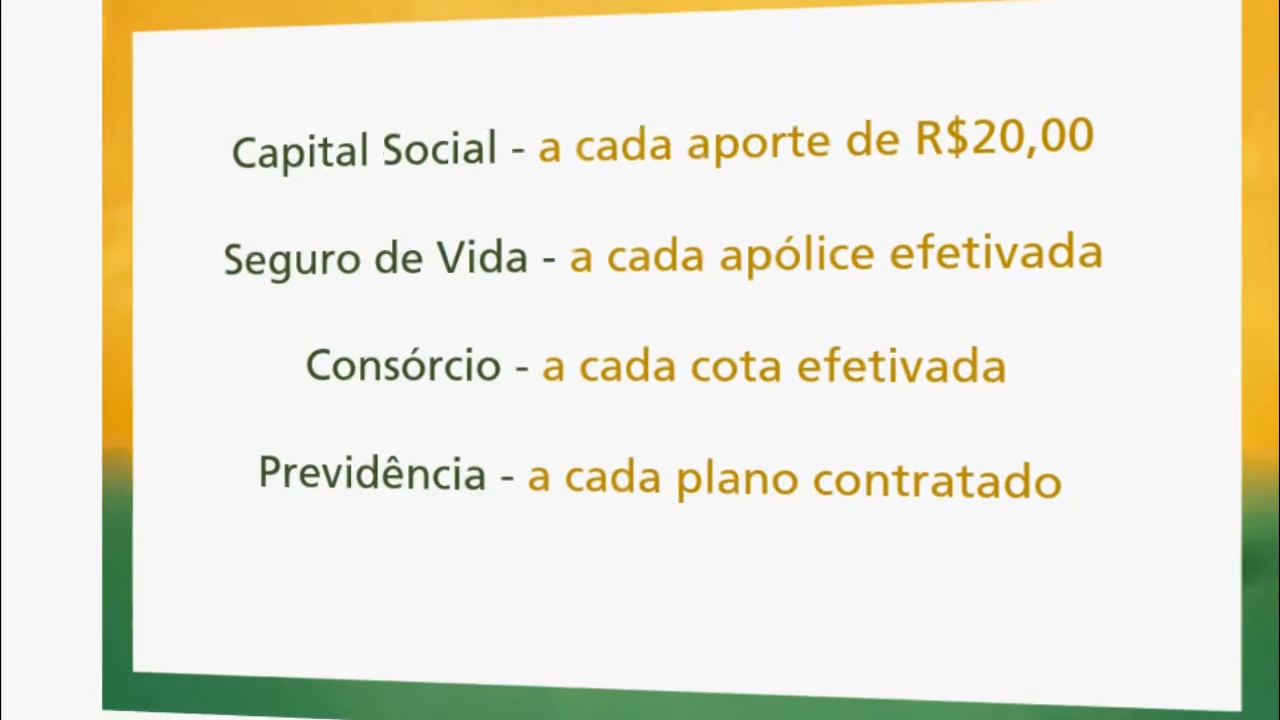 Capital Social - a cada aporte de R$20,00
Seguro de Vida - a cada apólice efetivada
Consórcio - a cada cota efetivada
Previdência - a cada plano contratado